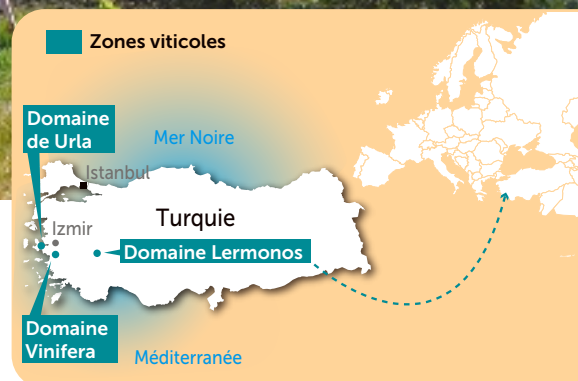 Zones viticoles
Domaine
de Urla
Mer Noire
Istanbul
Izmir
Turquie
Domaine Lermonos
Domaine
Vinifera
Méditerranée